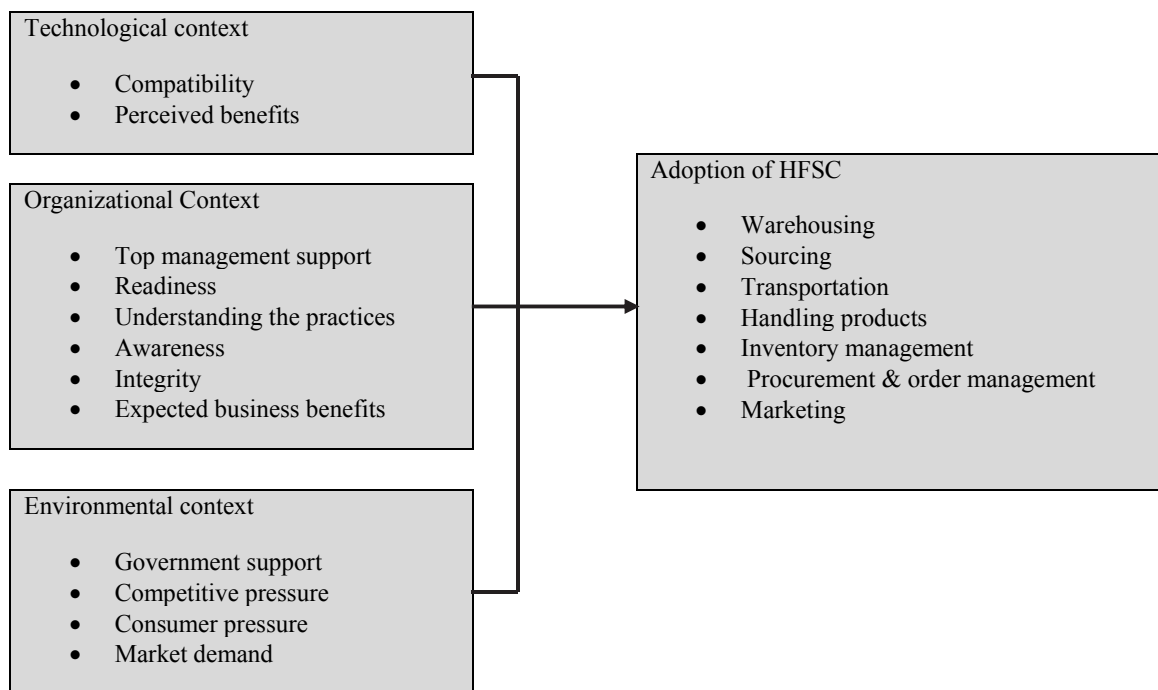 Technological context
• Compatibility
• Perceived benefits
Organizational Context
• Top management support
• Readiness
• Understanding the practices
• Awareness
• Integrity
• Expected business benefits
Environmental context
• Government support
• Competitive pressure
• Consumer pressure
• Market demand
Adoption of HFSC
• Warehousing
• Sourcing
• Transportation
• Handling products
• Inventory management
• Procurement & order management
• Marketing